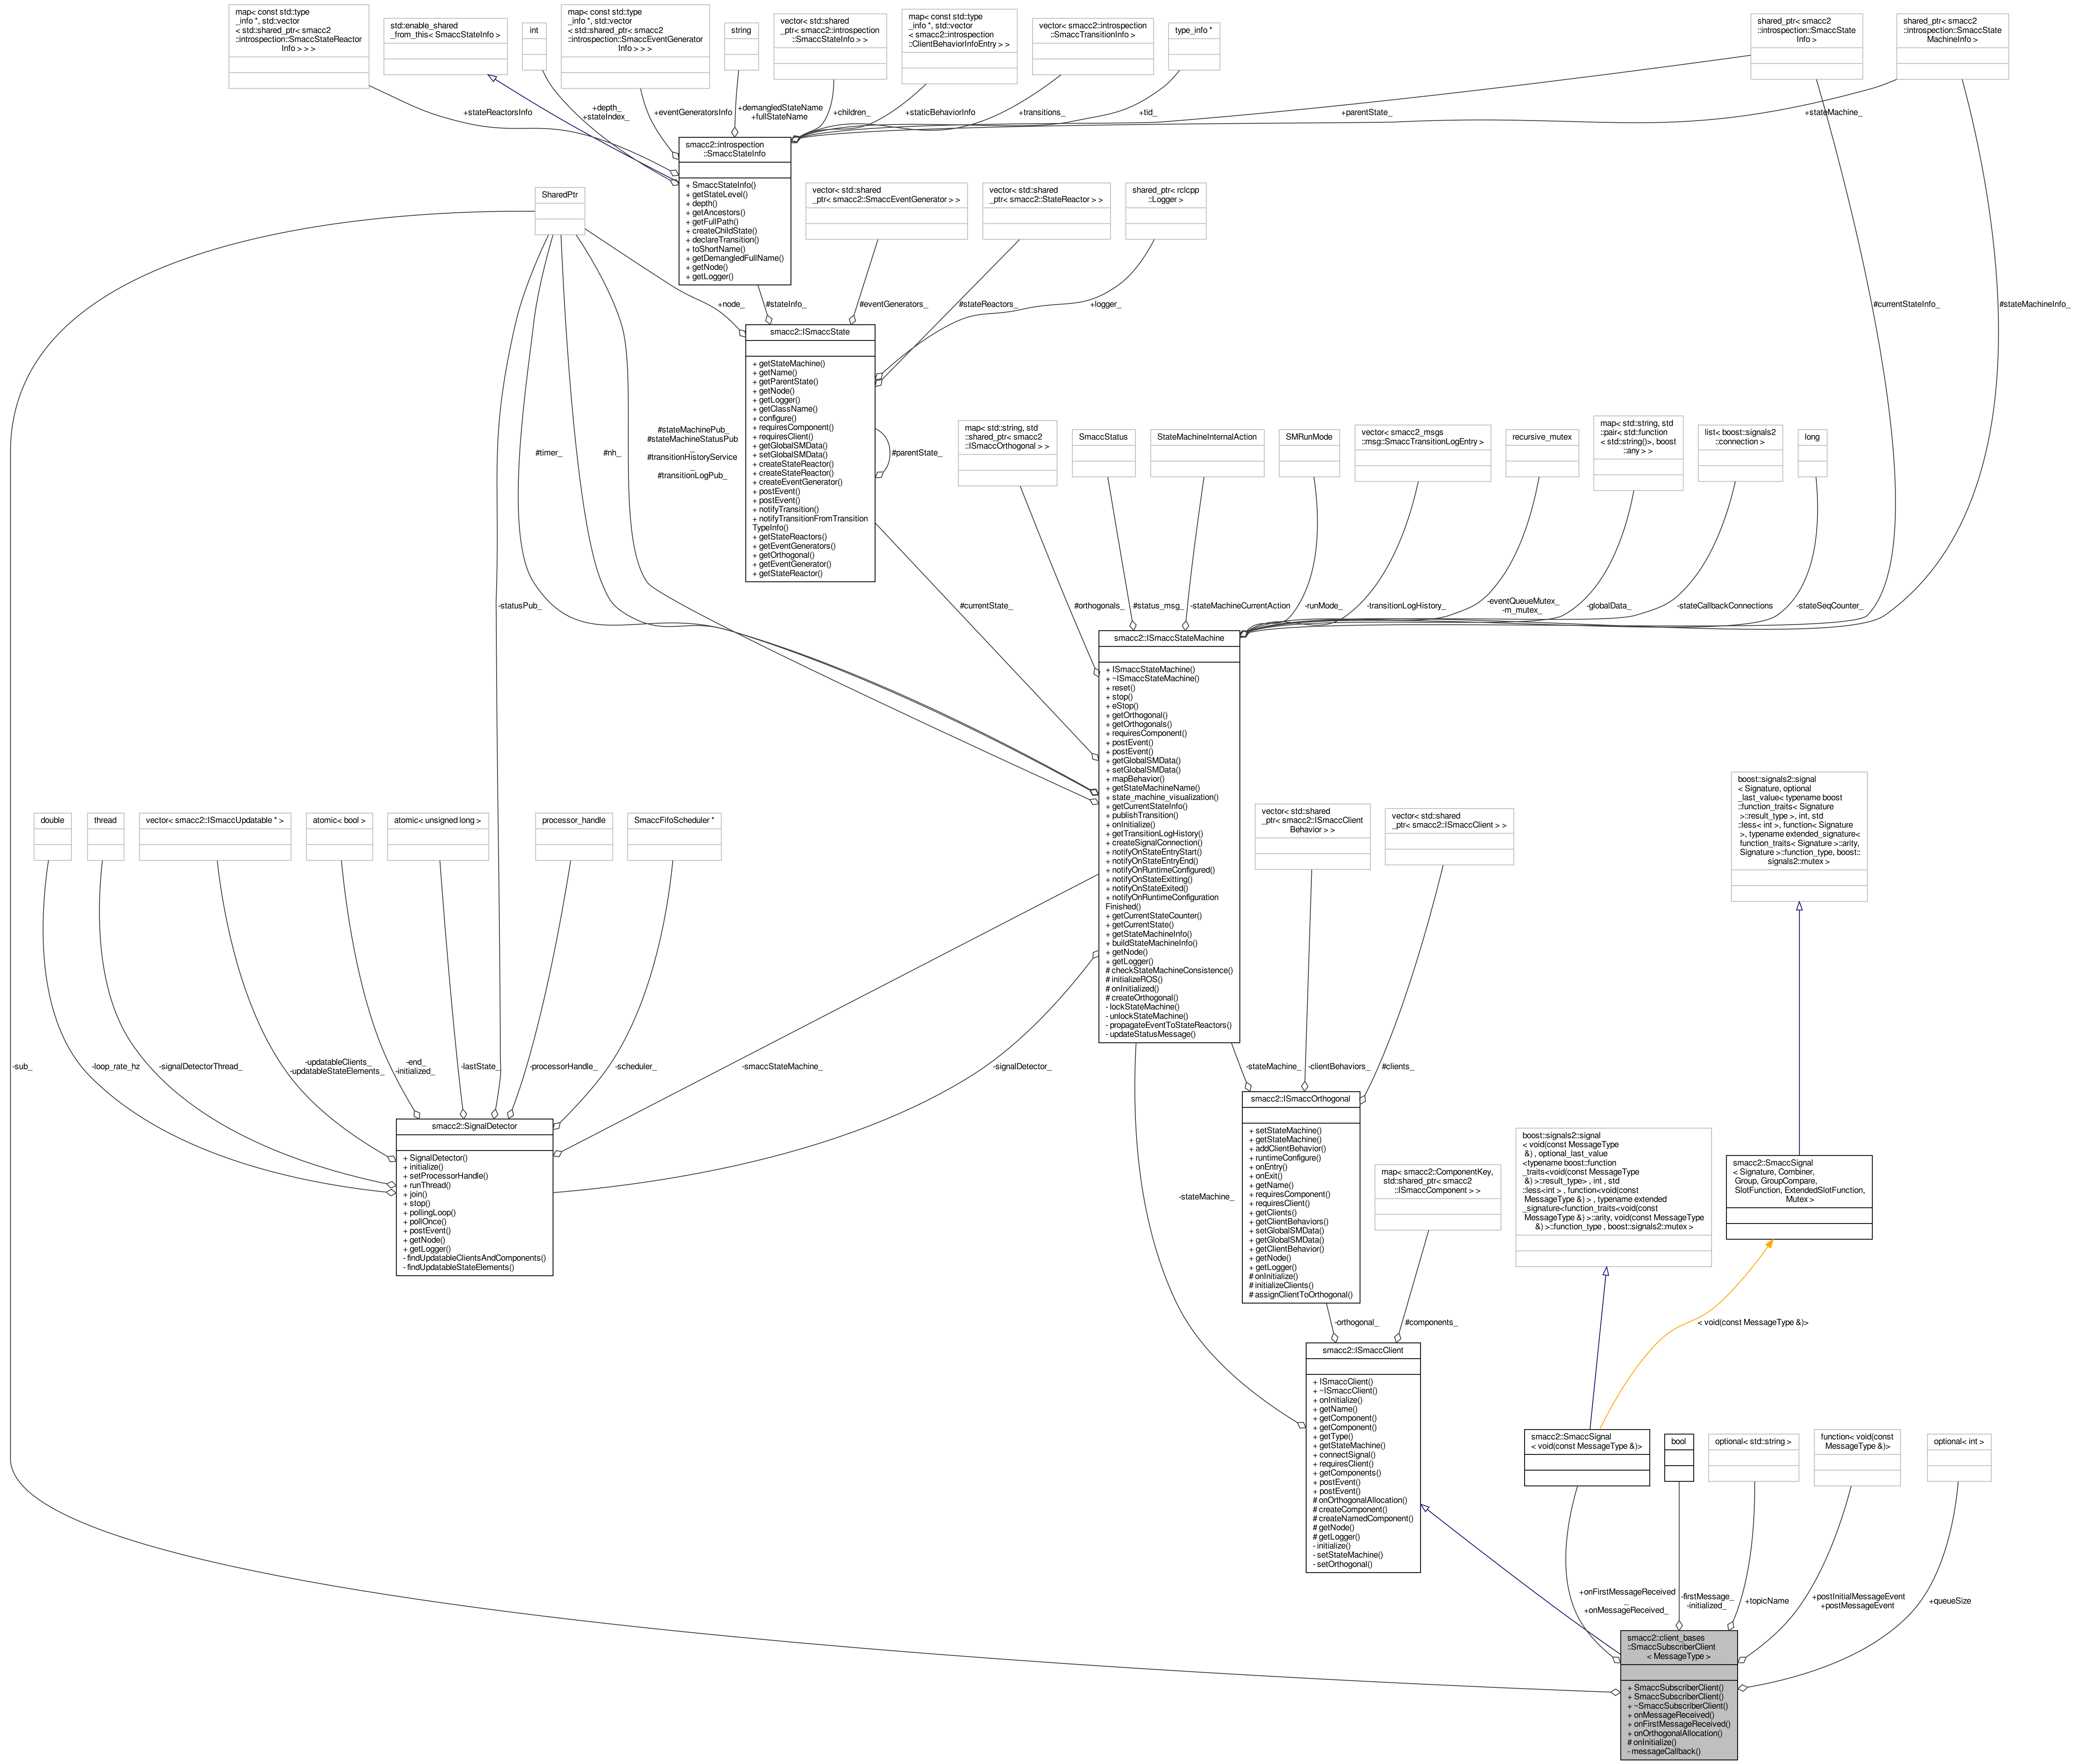 map< const std::type
_info *, std::vector
< std::shared_ptr< smacc2
::introspection::SmaccStateReactor
Info > > >
std::enable_shared
_from_this< SmaccStateInfo >
int
map< const std::type
_info *, std::vector
< std::shared_ptr< smacc2
::introspection::SmaccEventGenerator
Info > > >
string
vector< std::shared
_ptr< smacc2::introspection
::SmaccStateInfo > >
map< const std::type
_info *, std::vector
< smacc2::introspection
::ClientBehaviorInfoEntry > >
vector< smacc2::introspection
::SmaccTransitionInfo >
type_info *
shared_ptr< smacc2
::introspection::SmaccState
Info >
shared_ptr< smacc2
::introspection::SmaccState
MachineInfo >
+stateReactorsInfo
+depth_
+stateIndex_
+eventGeneratorsInfo
+demangledStateName
+fullStateName
+children_
+staticBehaviorInfo
+transitions_
+tid_
+parentState_
+stateMachine_
smacc2::introspection
::SmaccStateInfo
+ SmaccStateInfo()
+ getStateLevel()
+ depth()
+ getAncestors()
+ getFullPath()
+ createChildState()
+ declareTransition()
+ toShortName()
+ getDemangledFullName()
+ getNode()
+ getLogger()
SharedPtr
vector< std::shared
_ptr< smacc2::SmaccEventGenerator > >
vector< std::shared
_ptr< smacc2::StateReactor > >
shared_ptr< rclcpp
::Logger >
+node_
#stateInfo_
#eventGenerators_
#stateReactors_
+logger_
#currentStateInfo_
#stateMachineInfo_
smacc2::ISmaccState
+ getStateMachine()
+ getName()
+ getParentState()
+ getNode()
+ getLogger()
+ getClassName()
+ configure()
+ requiresComponent()
+ requiresClient()
+ getGlobalSMData()
+ setGlobalSMData()
+ createStateReactor()
+ createStateReactor()
+ createEventGenerator()
+ postEvent()
+ postEvent()
+ notifyTransition()
+ notifyTransitionFromTransition
TypeInfo()
+ getStateReactors()
+ getEventGenerators()
+ getOrthogonal()
+ getEventGenerator()
+ getStateReactor()
#parentState_
#timer_
#nh_
#stateMachinePub_
#stateMachineStatusPub
_
#transitionHistoryService
_
#transitionLogPub_
map< std::string, std
::shared_ptr< smacc2
::ISmaccOrthogonal > >
SmaccStatus
StateMachineInternalAction
SMRunMode
vector< smacc2_msgs
::msg::SmaccTransitionLogEntry >
recursive_mutex
map< std::string, std
::pair< std::function
< std::string()>, boost
::any > >
list< boost::signals2
::connection >
long
-statusPub_
#currentState_
#orthogonals_
#status_msg_
-stateMachineCurrentAction
-runMode_
-transitionLogHistory_
-eventQueueMutex_
-m_mutex_
-globalData_
-stateCallbackConnections
-stateSeqCounter_
smacc2::ISmaccStateMachine
+ ISmaccStateMachine()
+ ~ISmaccStateMachine()
+ reset()
+ stop()
+ eStop()
+ getOrthogonal()
+ getOrthogonals()
+ requiresComponent()
+ postEvent()
+ postEvent()
+ getGlobalSMData()
+ setGlobalSMData()
+ mapBehavior()
+ getStateMachineName()
+ state_machine_visualization()
+ getCurrentStateInfo()
+ publishTransition()
+ onInitialize()
+ getTransitionLogHistory()
+ createSignalConnection()
+ notifyOnStateEntryStart()
+ notifyOnStateEntryEnd()
+ notifyOnRuntimeConfigured()
+ notifyOnStateExitting()
+ notifyOnStateExited()
+ notifyOnRuntimeConfiguration
Finished()
+ getCurrentStateCounter()
+ getCurrentState()
+ getStateMachineInfo()
+ buildStateMachineInfo()
+ getNode()
+ getLogger()
# checkStateMachineConsistence()
# initializeROS()
# onInitialized()
# createOrthogonal()
- lockStateMachine()
- unlockStateMachine()
- propagateEventToStateReactors()
- updateStatusMessage()
double
thread
vector< smacc2::ISmaccUpdatable * >
atomic< bool >
atomic< unsigned long >
processor_handle
SmaccFifoScheduler *
vector< std::shared
_ptr< smacc2::ISmaccClient
Behavior > >
vector< std::shared
_ptr< smacc2::ISmaccClient > >
boost::signals2::signal
< Signature, optional
_last_value< typename boost
::function_traits< Signature
>::result_type >, int, std
::less< int >, function< Signature
>, typename extended_signature<
function_traits< Signature >::arity,
Signature >::function_type, boost::
signals2::mutex >
-sub_
-loop_rate_hz
-signalDetectorThread_
-updatableClients_
-updatableStateElements_
-end_
-initialized_
-lastState_
-processorHandle_
-scheduler_
-smaccStateMachine_
-signalDetector_
-stateMachine_
-clientBehaviors_
#clients_
smacc2::SignalDetector
+ SignalDetector()
+ initialize()
+ setProcessorHandle()
+ runThread()
+ join()
+ stop()
+ pollingLoop()
+ pollOnce()
+ postEvent()
+ getNode()
+ getLogger()
- findUpdatableClientsAndComponents()
- findUpdatableStateElements()
smacc2::ISmaccOrthogonal
+ setStateMachine()
+ getStateMachine()
+ addClientBehavior()
+ runtimeConfigure()
+ onEntry()
+ onExit()
+ getName()
+ requiresComponent()
+ requiresClient()
+ getClients()
+ getClientBehaviors()
+ setGlobalSMData()
+ getGlobalSMData()
+ getClientBehavior()
+ getNode()
+ getLogger()
# onInitialize()
# initializeClients()
# assignClientToOrthogonal()
map< smacc2::ComponentKey,
std::shared_ptr< smacc2
::ISmaccComponent > >
boost::signals2::signal
< void(const MessageType
&) , optional_last_value
<typename boost::function
_traits<void(const MessageType
&) >::result_type> , int , std
::less<int > , function<void(const
MessageType &) > , typename extended
_signature<function_traits<void(const
MessageType &) >::arity, void(const MessageType
&) >::function_type , boost::signals2::mutex >
smacc2::SmaccSignal
< Signature, Combiner,
Group, GroupCompare,
SlotFunction, ExtendedSlotFunction,
Mutex >
-stateMachine_
-orthogonal_
#components_
< void(const MessageType &)>
smacc2::ISmaccClient
+ ISmaccClient()
+ ~ISmaccClient()
+ onInitialize()
+ getName()
+ getComponent()
+ getComponent()
+ getType()
+ getStateMachine()
+ connectSignal()
+ requiresClient()
+ getComponents()
+ postEvent()
+ postEvent()
# onOrthogonalAllocation()
# createComponent()
# createNamedComponent()
# getNode()
# getLogger()
- initialize()
- setStateMachine()
- setOrthogonal()
smacc2::SmaccSignal
< void(const MessageType &)>
bool
optional< std::string >
function< void(const
MessageType &)>
optional< int >
+onFirstMessageReceived
_
+onMessageReceived_
-firstMessage_
-initialized_
+topicName
+postInitialMessageEvent
+postMessageEvent
+queueSize
smacc2::client_bases
::SmaccSubscriberClient
< MessageType >
+ SmaccSubscriberClient()
+ SmaccSubscriberClient()
+ ~SmaccSubscriberClient()
+ onMessageReceived()
+ onFirstMessageReceived()
+ onOrthogonalAllocation()
# onInitialize()
- messageCallback()